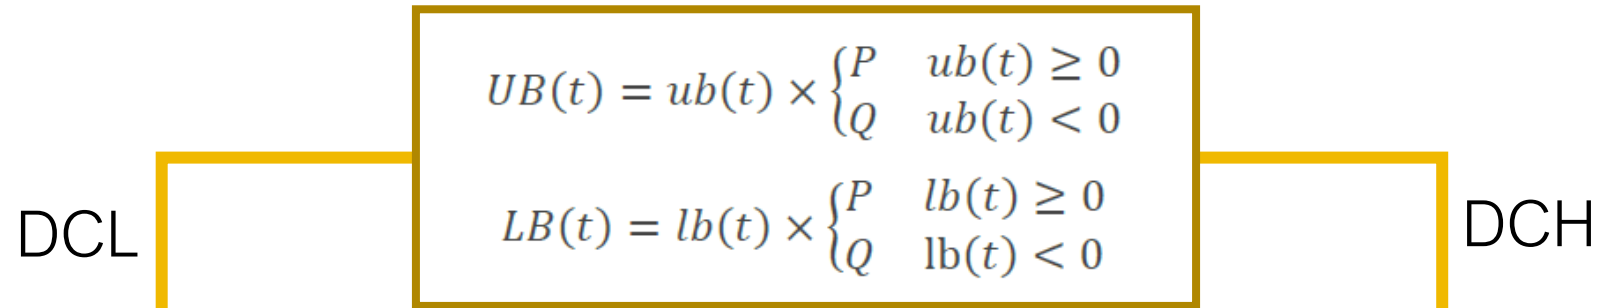 UB(t) = ub(t) × {P ub(t) ≥ 0
Q ub(t) < 0
DCL
LB(t) = lb(t) × {P lb(t) ≥ 0
Q lb(t) < 0
DCH